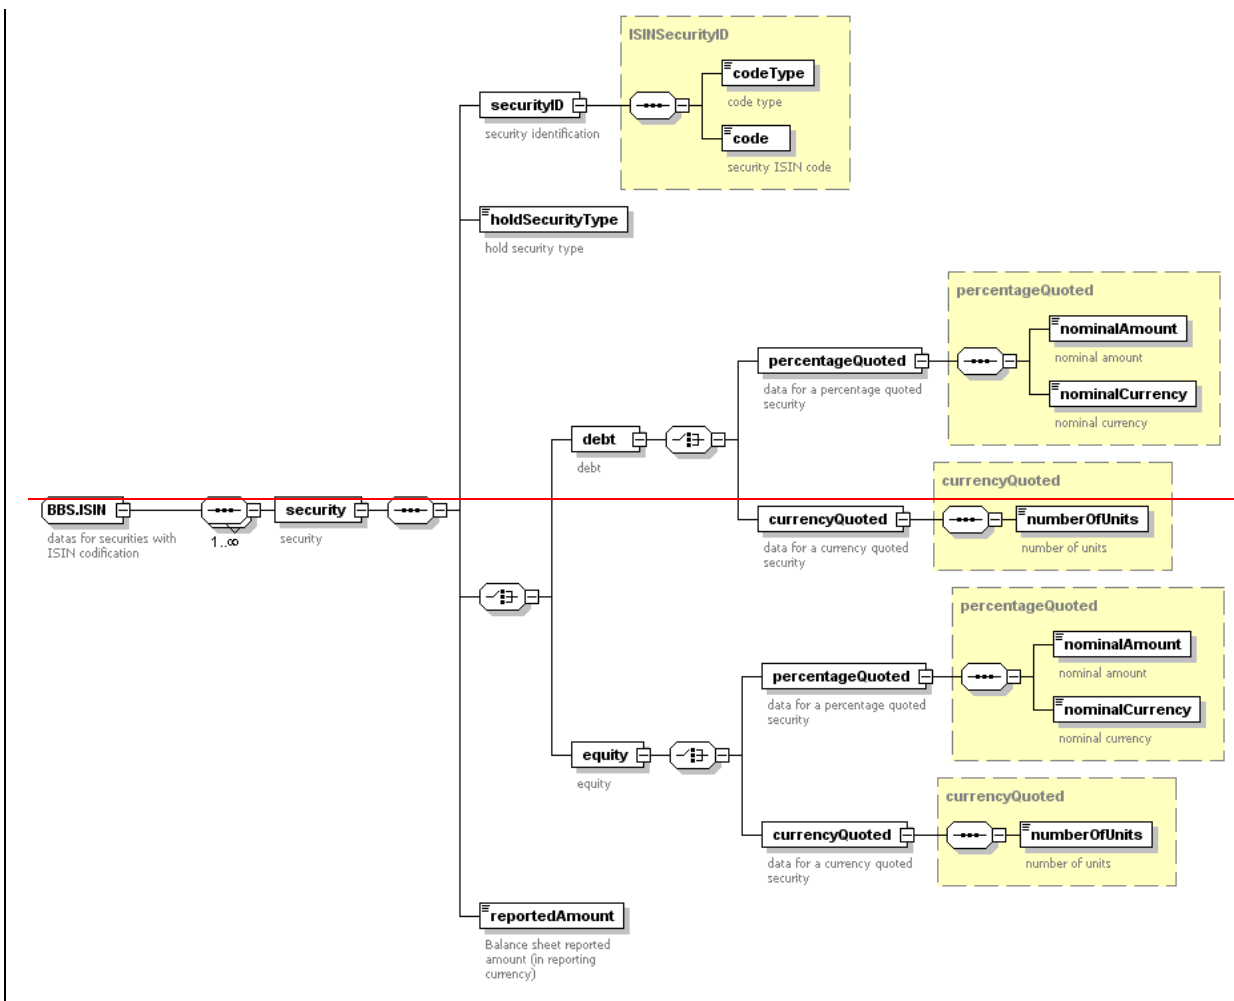 ISINSecurityID
codeType
code type
securityID
security identification
code
security ISIN code
holdSecurityType
hold security type
percentageQuoted
nominalAmount
nominal amount
percentageQuoted
data for a percentage quoted
security
nominalCurrency
nominal currency
debt
debt
currencyQuoted
BBS.ISIN
datas for securities with
ISIN codification
1..∞
security
security
currencyQuoted
data for a currency quoted
security
numberOfUnits
number of units
percentageQuoted
nominalAmount
nominal amount
percentageQuoted
data for a percentage quoted
security
nominalCurrency
nominal currency
equity
equity
currencyQuoted
currencyQuoted
data for a currency quoted
security
numberOfUnits
number of units
reportedAmount
Balance sheet reported
amount (in reporting
currency)